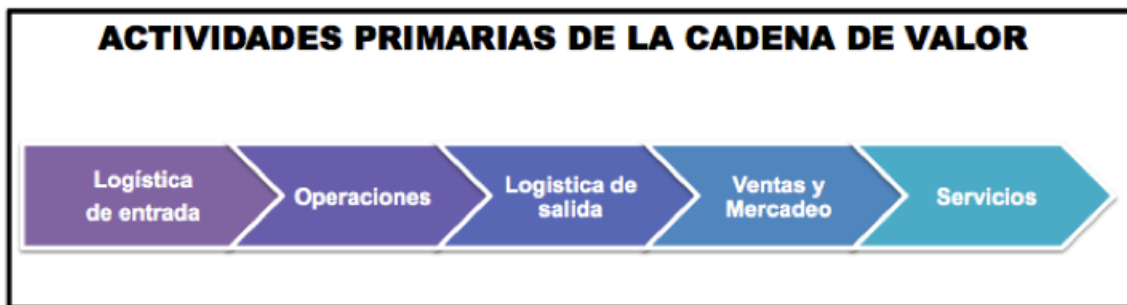 ACTIVIDADES PRIMARIAS DE LA CADENA DE VALOR
Logística
de entrada
Operaciones
Logistica de
salida
Ventas y
Mercadeo
Servicios